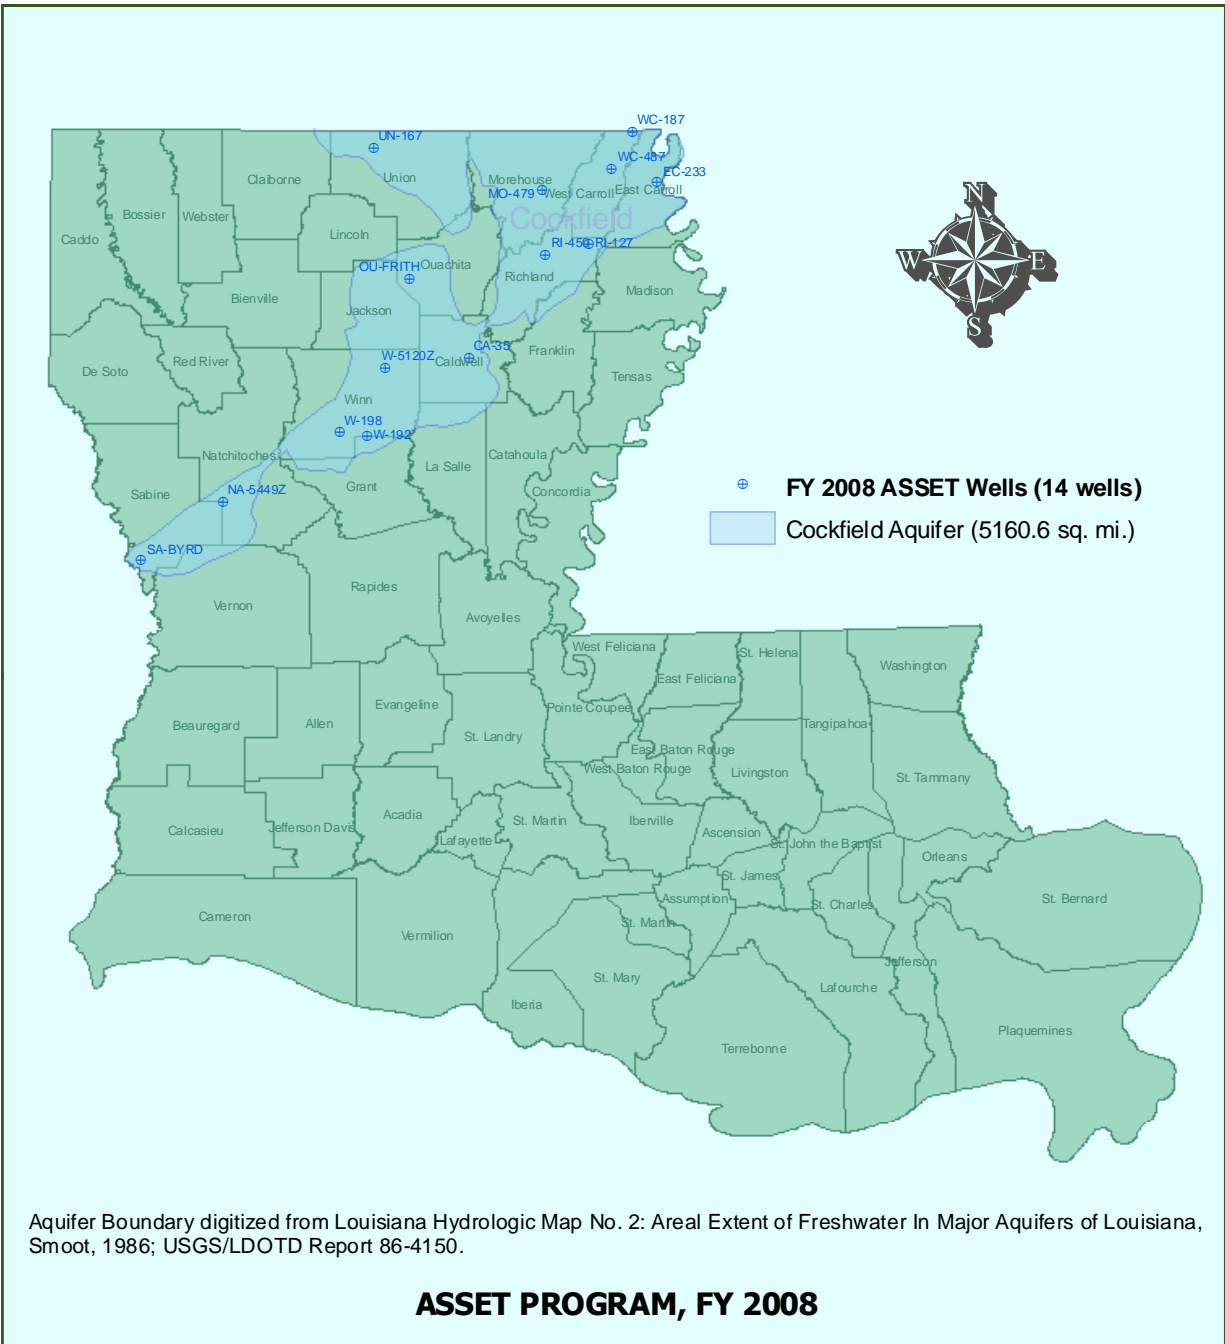 WC-187
UN-167
WC-487
EC-233
Union
Morehouse
Claiborne
MO-479
West Carroll
East Carroll
Bossier
Webster
Cockfield
Lincoln
Caddo
RI-450
RI-127
OU-FRITH
Ouachita
Richland
Madison
Bienville
Jackson
CA-35
Franklin
W-5120Z
Caldwell
Red River
De Soto
Tensas
Winn
W-198
W-192
Natchitoches
Catahoula
La Salle
Grant
NA-5449Z
Sabine
Concordia
SA-BYRD
N
W
E
S
FY 2008 ASSET Wells (14 wells)
Cockfield Aquifer (5160.6 sq. mi.)
Rapides
Vernon
Avoyelles
West Feliciana
St. Helena
Washington
East Feliciana
Evangeline
Pointe Coupee
Beauregard
Allen
Tangipahoa
St. Landry
East Baton Rouge
West Baton Rouge
Livingston
St. Tammany
Acadia
St. Martin
Iberville
Calcasieu
Jefferson Davis
Ascension
Lafayette
St. John the Baptist
Orleans
St. James
Assumption
St. Charles
St. Bernard
Cameron
St. Martin
Vermilion
Jefferson
St. Mary
Lafourche
Iberia
Plaquemines
Terrebonne
Aquifer Boundary digitized from Louisiana Hydrologic Map No. 2: Areal Extent of Freshwater In Major Aquifers of Louisiana,
Smoot, 1986; USGS/LDOTD Report 86-4150.
ASSET PROGRAM, FY 2008